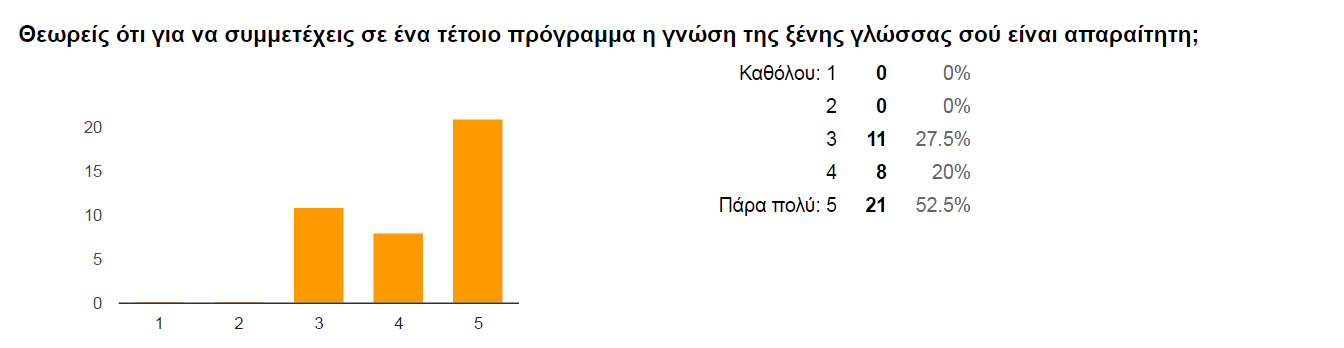 Θεωρείς ότι για να συμμετέχεις σε ένα τέτοιο πρόγραμμα η γνώση της ξένης γλώσσας σού είναι απαραίτητη;
Καθόλου: 1 0 0%
2 0 0%
3 11 27.5%
4 8 20%
Πάρα πολύ: 5 21 52.5%
20
15
10
5
0
1 2 3 4 5